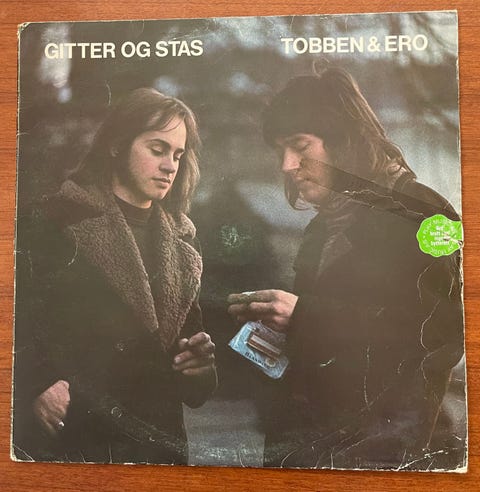 GITTER OG STAS
TOBBEN & ERO